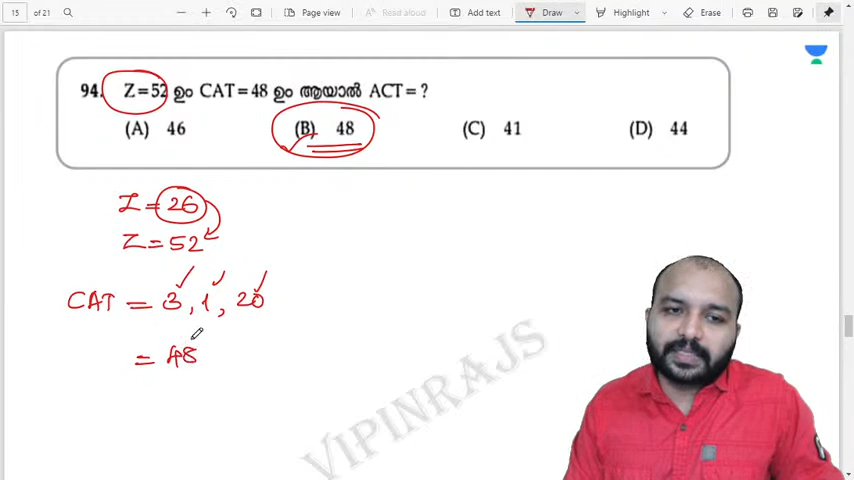 15 of 21 Page view Read aloud Add text Draw Highlight Erase
94. Z=52 ഉം CAT=48 ഉം ആയാൽ ACT=?
(A) 46 (B) 48 (C) 41 (D) 44
Z = 26
Z = 52
CAT = 3, 1, 20
= 48
VIPINRAJS